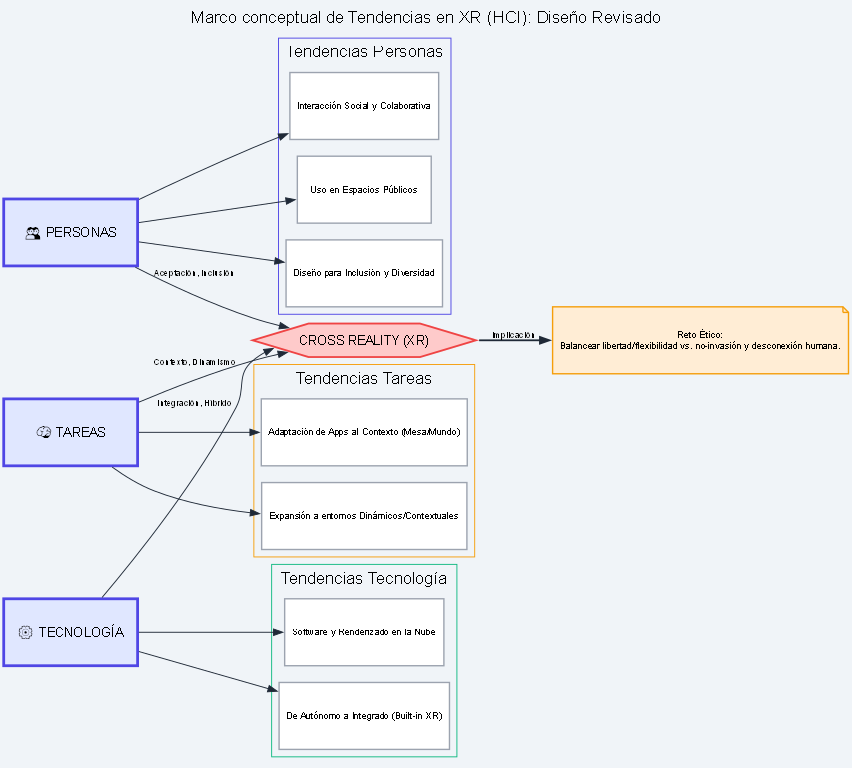 Marco conceptual de Tendencias en XR (HCI): Diseño Revisado
Tendencias Personas
Interacción Social y Colaborativa
Uso en Espacios Públicos
Diseño para Inclusión y Diversidad
PERSONAS
Aceptación, Inclusión
CROSS REALITY (XR)
Implicación
Reto Ético:
Balancear libertad/flexibilidad vs. no-invasión y desconexión humana.
Contexto, Dinamismo
Tendencias Tareas
Integración, Híbrido
TAREAS
Adaptación de Apps al Contexto (Mesa/Mundo)
Expansión a entornos Dinámicos/Contextuales
Tendencias Tecnología
TECNOLOGÍA
Software y Renderizado en la Nube
De Autónomo a Integrado (Built-in XR)